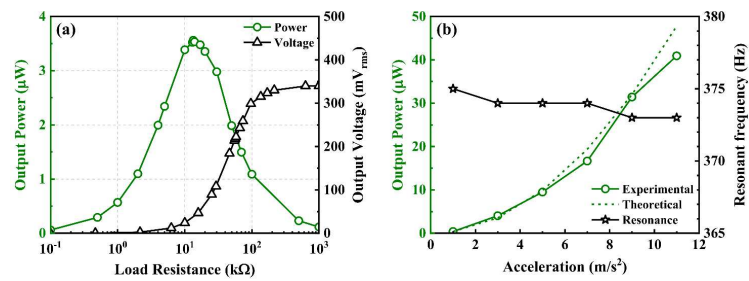 (a)
Power
Voltage
Output Power (μW)
4
3
2
1
0
Output Voltage (mVrms)
500
400
300
200
100
0
10-1
100
101
102
103
Load Resistance (kΩ)
(b)
Experimental
Theoretical
Resonance
Output Power (μW)
50
40
30
20
10
0
Resonant frequency (Hz)
380
375
370
365
0
2
4
6
8
10
12
Acceleration (m/s2)